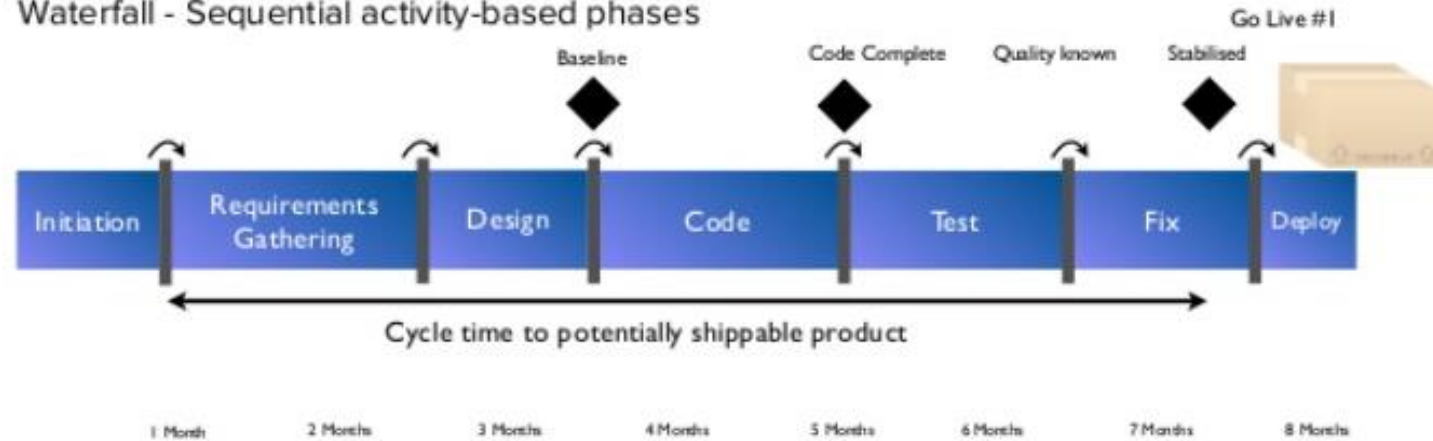 Waterfall - Sequential activity-based phases
Go Live #1
Baseline
Code Complete
Quality known
Stabilised
Initiation
Requirements
Gathering
Design
Code
Test
Fix
Deploy
Cycle time to potentially shippable product
1 Month
2 Months
3 Months
4 Months
5 Months
6 Months
7 Months
8 Months